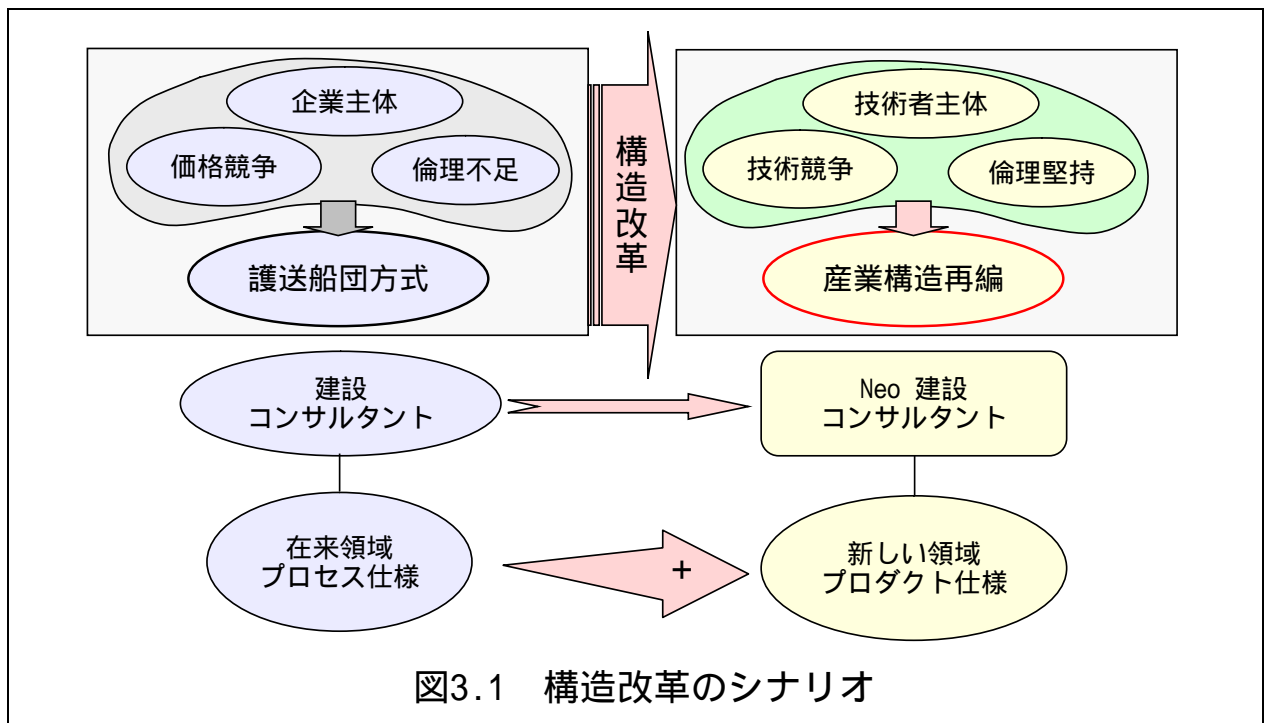 企業主体
価格競争
倫理不足
護送船団方式
構造改革
技術者主体
技術競争
倫理堅持
産業構造再編
建設
コンサルタント
Neo 建設
コンサルタント
在来領域
プロセス仕様
+
新しい領域
プロダクト仕様
図3.1　構造改革のシナリオ